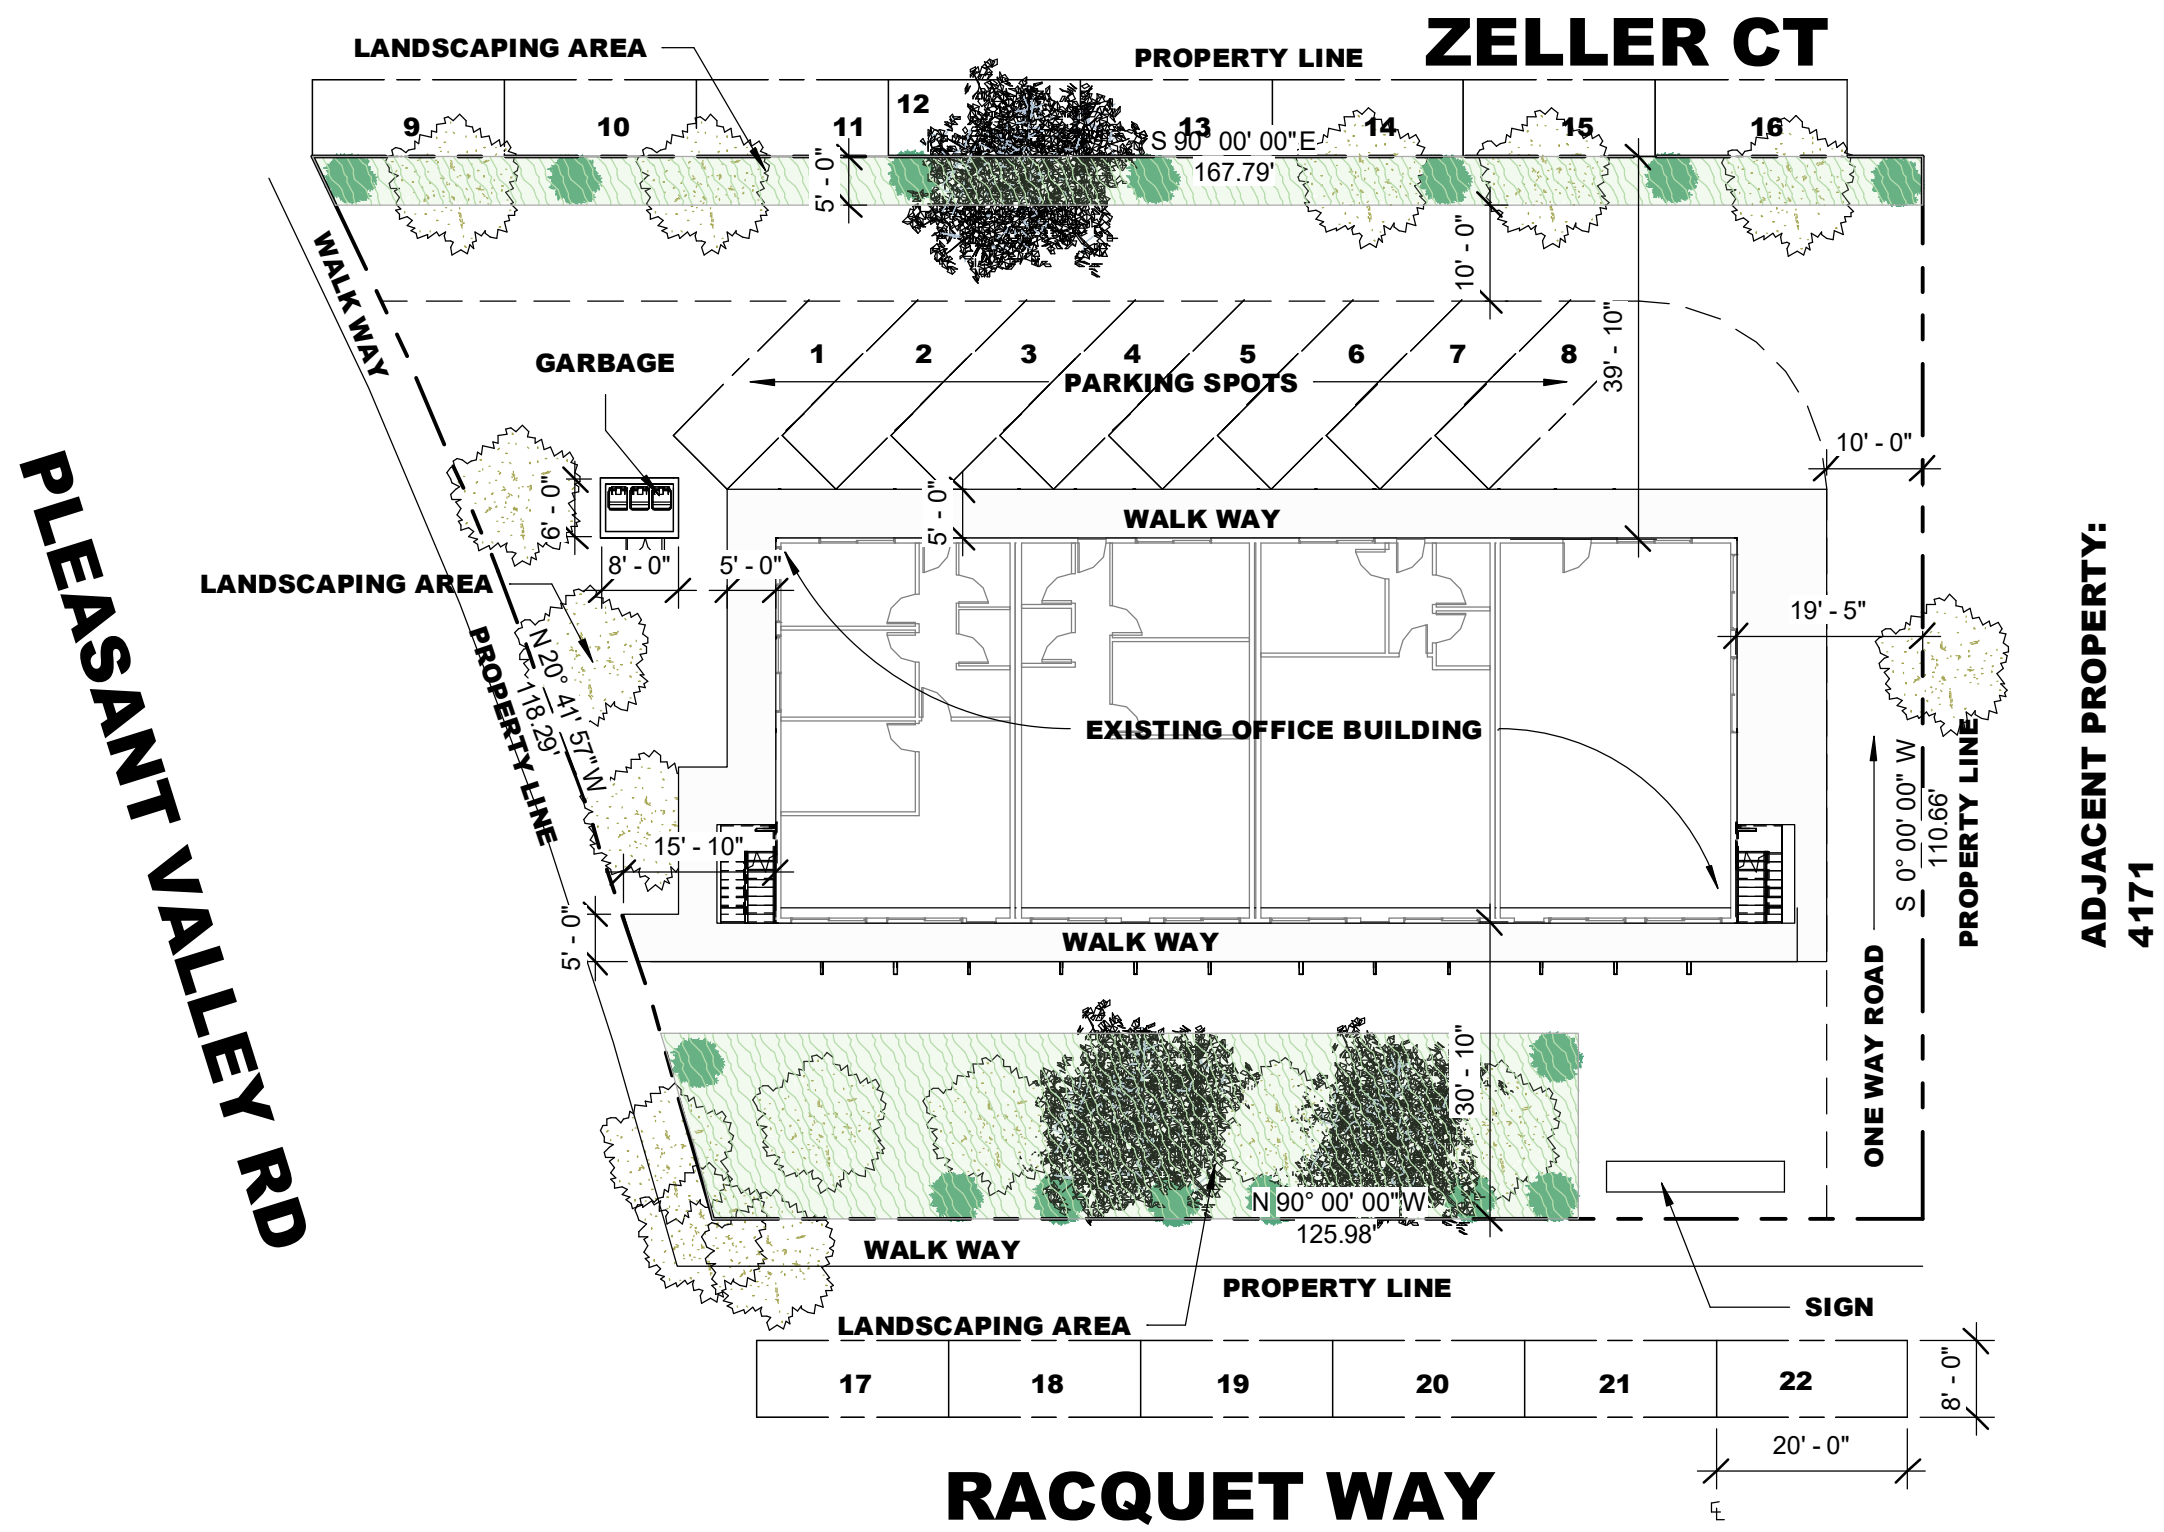 ZELLER CT
LANDSCAPING AREA
PROPERTY LINE
9
10
11
12
13
14
15
16
S 90° 00' 00" E
167.79'
5' - 0"
10' - 0"
39' - 10"
WALK WAY
GARBAGE
1
2
3
4
5
6
7
8
PARKING SPOTS
10' - 0"
6' - 0"
8' - 0"
5' - 0"
5' - 0"
WALK WAY
LANDSCAPING AREA
19' - 5"
PLEASANT VALLEY RD
PROPERTY LINE
N 20° 41' 57" W
118.29'
EXISTING OFFICE BUILDING
S 0° 00' 00" W
110.66'
PROPERTY LINE
ADJACENT PROPERTY:
4171
15' - 10"
5' - 0"
WALK WAY
ONE WAY ROAD
30' - 10"
N 90° 00' 00" W
125.98'
WALK WAY
PROPERTY LINE
SIGN
LANDSCAPING AREA
17
18
19
20
21
22
8' - 0"
20' - 0"
RACQUET WAY
℄